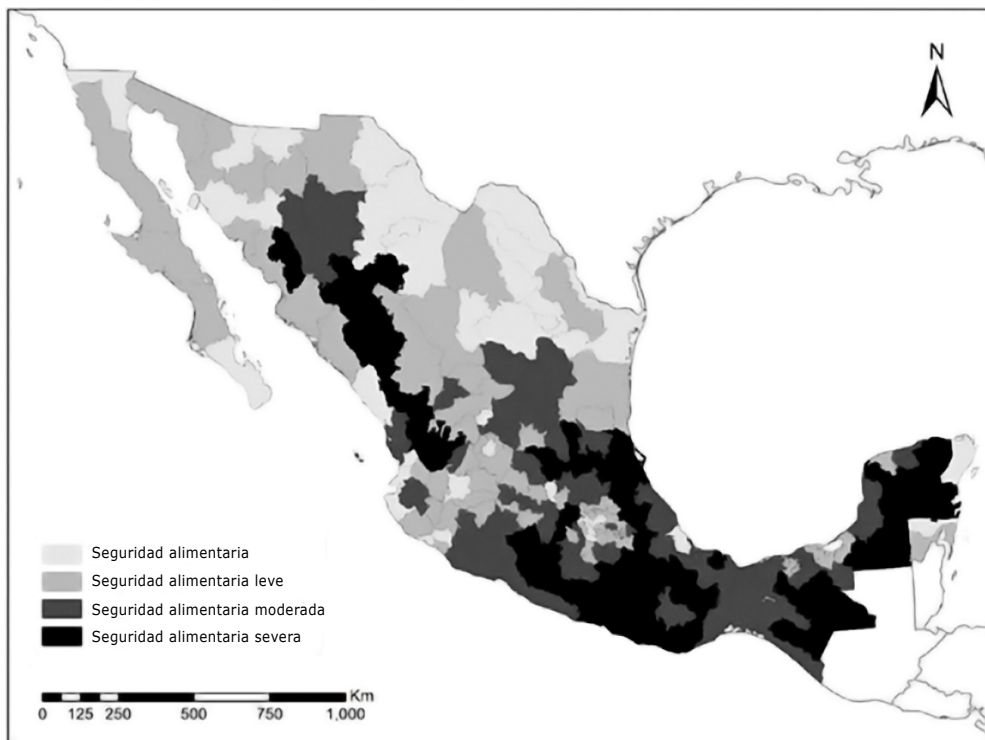 N
Seguridad alimentaria
Seguridad alimentaria leve
Seguridad alimentaria moderada
Seguridad alimentaria severa
Km
0 125 250 500 750 1,000